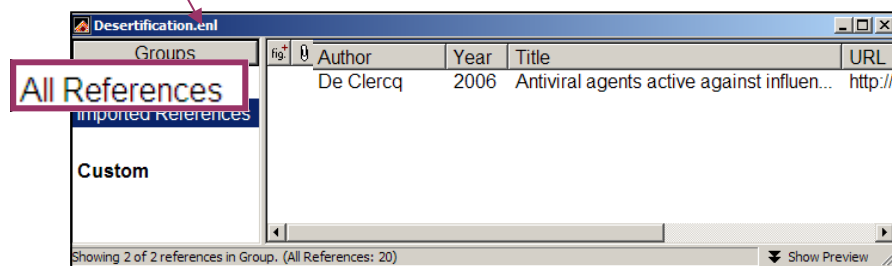 Desertification.enl
Groups fig. Author Year Title URL
All References
De Clercq 2006 Antiviral agents active against influen... http://
Imported References
Custom
Showing 2 of 2 references in Group. (All References: 20) Show Preview